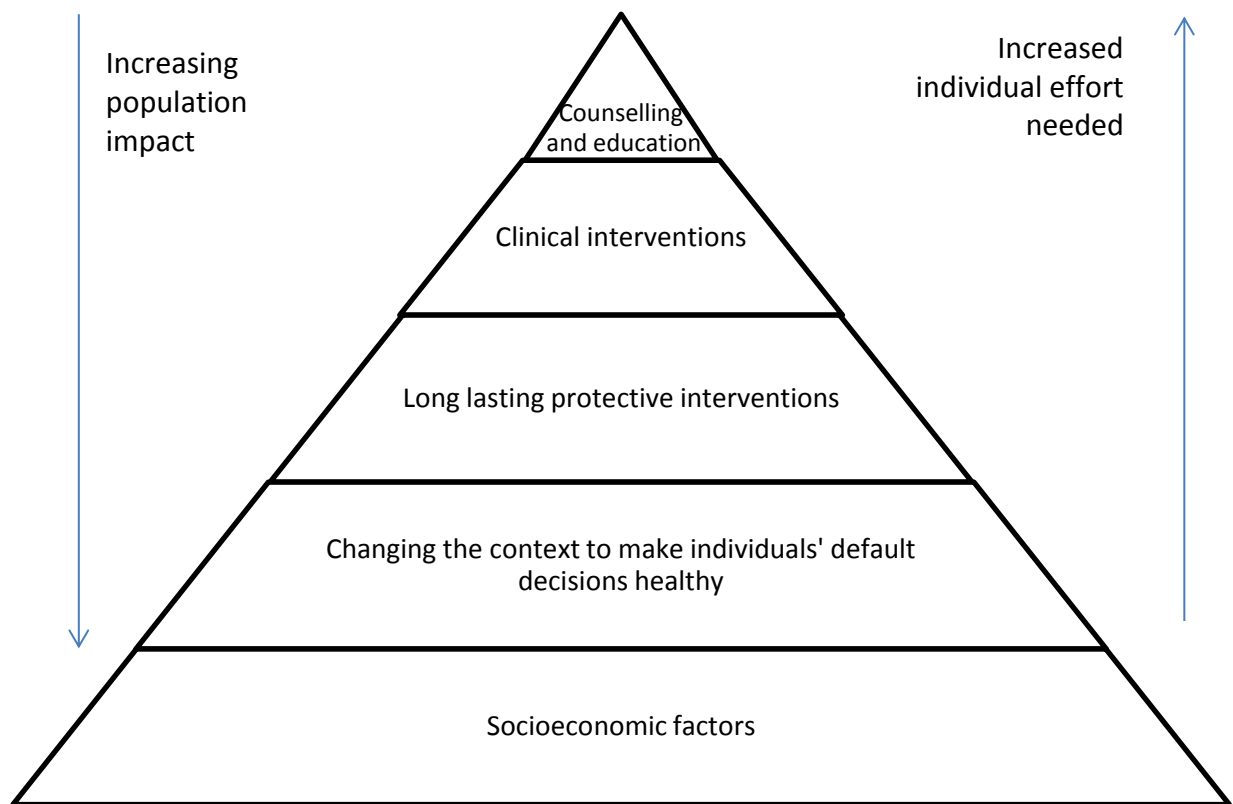 Increasing
population
impact
Increased
individual effort
needed
Counselling
and education
Clinical interventions
Long lasting protective interventions
Changing the context to make individuals' default
decisions healthy
Socioeconomic factors